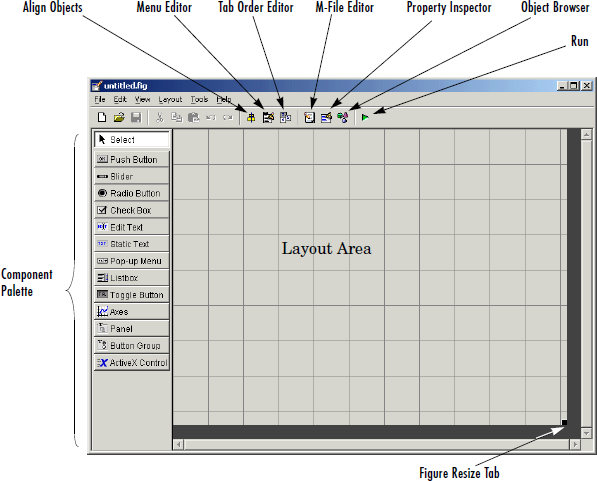 Align Objects
Menu Editor
Tab Order Editor
M-File Editor
Property Inspector
Object Browser
Run
untitled.fig
File Edit View Layout Tools Help
Select
Push Button
Slider
Radio Button
Check Box
Edit Text
Static Text
Pop-up Menu
Listbox
Toggle Button
Axes
Panel
Button Group
ActiveX Control
Layout Area
Component
Palette
Figure Resize Tab